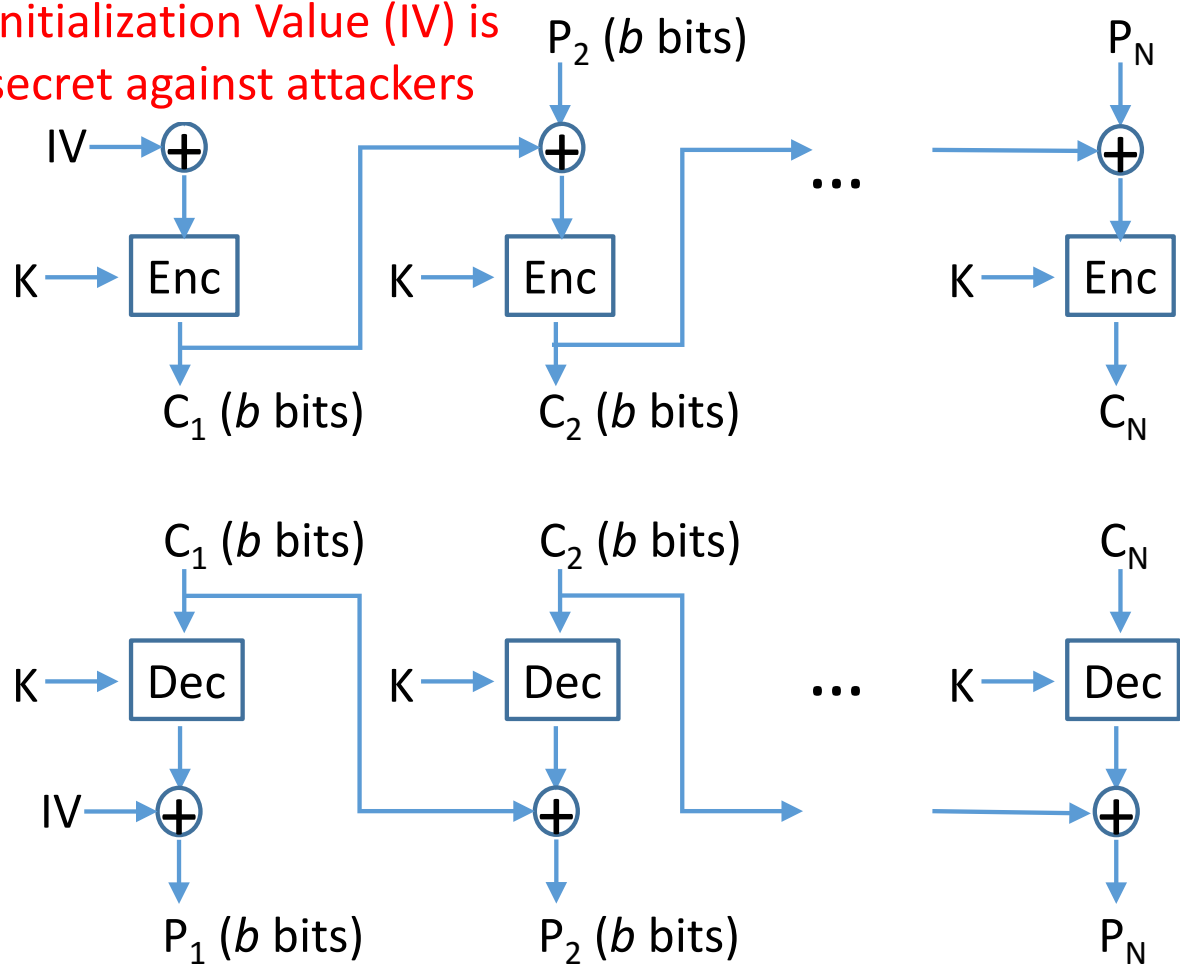 nitialization Value (IV) is
secret against attackers
P2 (b bits)
PN
IV
+
+
...
+
K
Enc
K
Enc
K
Enc
C1 (b bits)
C2 (b bits)
CN
C1 (b bits)
C2 (b bits)
CN
K
Dec
K
Dec
...
K
Dec
IV
+
+
+
P1 (b bits)
P2 (b bits)
PN